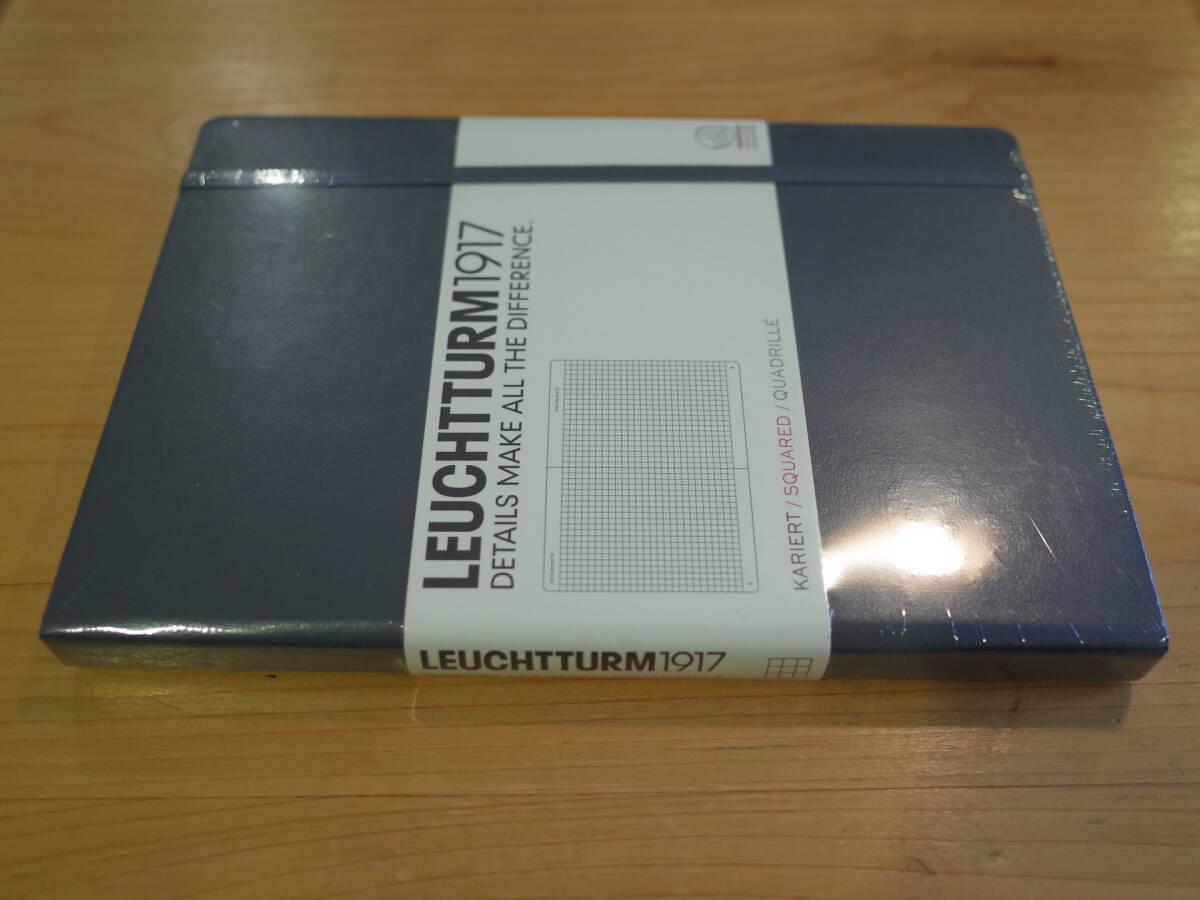 LEUCHTTURM1917
DETAILS MAKE ALL THE DIFFERENCE.
KARIERT / SQUARED / QUADRILLÉ
LEUCHTTURM1917